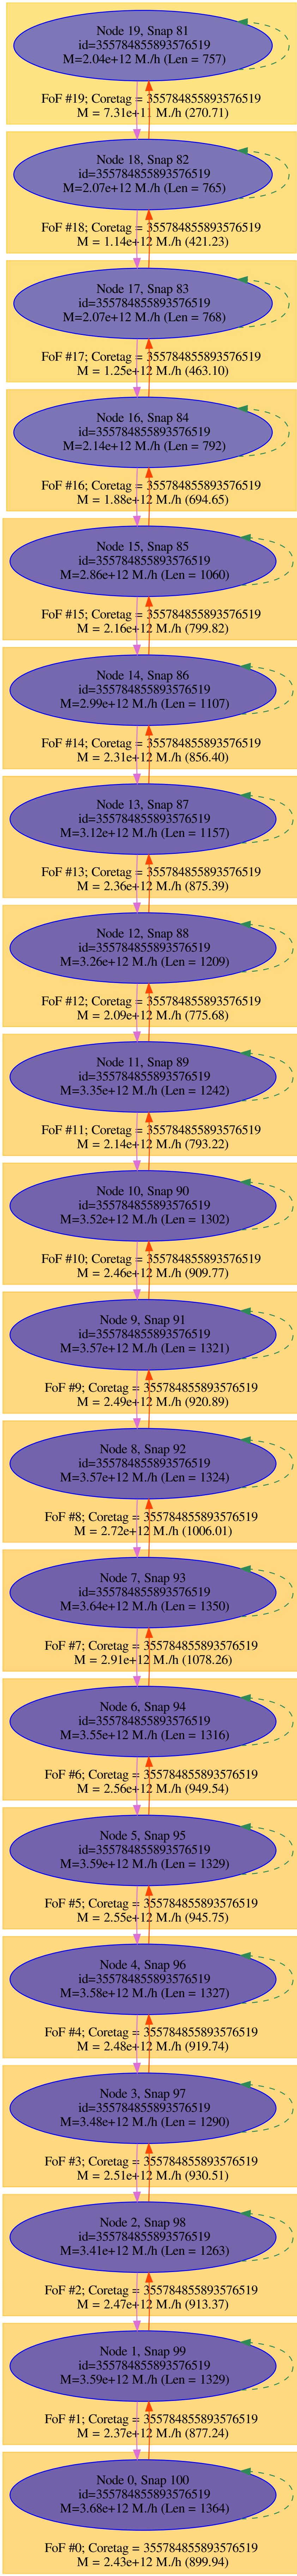 Node 19, Snap 81
id=355784855893576519
M=2.04e+12 M./h (Len = 757)
FoF #19; Coretag = 355784855893576519
M = 7.31e+11 M./h (270.71)
Node 18, Snap 82
id=355784855893576519
M=2.07e+12 M./h (Len = 765)
FoF #18; Coretag = 355784855893576519
M = 1.14e+12 M./h (421.23)
Node 17, Snap 83
id=355784855893576519
M=2.07e+12 M./h (Len = 768)
FoF #17; Coretag = 355784855893576519
M = 1.25e+12 M./h (463.10)
Node 16, Snap 84
id=355784855893576519
M=2.14e+12 M./h (Len = 792)
FoF #16; Coretag = 355784855893576519
M = 1.88e+12 M./h (694.65)
Node 15, Snap 85
id=355784855893576519
M=2.86e+12 M./h (Len = 1060)
FoF #15; Coretag = 355784855893576519
M = 2.16e+12 M./h (799.82)
Node 14, Snap 86
id=355784855893576519
M=2.99e+12 M./h (Len = 1107)
FoF #14; Coretag = 355784855893576519
M = 2.31e+12 M./h (856.40)
Node 13, Snap 87
id=355784855893576519
M=3.12e+12 M./h (Len = 1157)
FoF #13; Coretag = 355784855893576519
M = 2.36e+12 M./h (875.39)
Node 12, Snap 88
id=355784855893576519
M=3.26e+12 M./h (Len = 1209)
FoF #12; Coretag = 355784855893576519
M = 2.09e+12 M./h (775.68)
Node 11, Snap 89
id=355784855893576519
M=3.35e+12 M./h (Len = 1242)
FoF #11; Coretag = 355784855893576519
M = 2.14e+12 M./h (793.22)
Node 10, Snap 90
id=355784855893576519
M=3.52e+12 M./h (Len = 1302)
FoF #10; Coretag = 355784855893576519
M = 2.46e+12 M./h (909.77)
Node 9, Snap 91
id=355784855893576519
M=3.57e+12 M./h (Len = 1321)
FoF #9; Coretag = 355784855893576519
M = 2.49e+12 M./h (920.89)
Node 8, Snap 92
id=355784855893576519
M=3.57e+12 M./h (Len = 1324)
FoF #8; Coretag = 355784855893576519
M = 2.72e+12 M./h (1006.01)
Node 7, Snap 93
id=355784855893576519
M=3.64e+12 M./h (Len = 1350)
FoF #7; Coretag = 355784855893576519
M = 2.91e+12 M./h (1078.26)
Node 6, Snap 94
id=355784855893576519
M=3.55e+12 M./h (Len = 1316)
FoF #6; Coretag = 355784855893576519
M = 2.56e+12 M./h (949.54)
Node 5, Snap 95
id=355784855893576519
M=3.59e+12 M./h (Len = 1329)
FoF #5; Coretag = 355784855893576519
M = 2.55e+12 M./h (945.75)
Node 4, Snap 96
id=355784855893576519
M=3.58e+12 M./h (Len = 1327)
FoF #4; Coretag = 355784855893576519
M = 2.48e+12 M./h (919.74)
Node 3, Snap 97
id=355784855893576519
M=3.48e+12 M./h (Len = 1290)
FoF #3; Coretag = 355784855893576519
M = 2.51e+12 M./h (930.51)
Node 2, Snap 98
id=355784855893576519
M=3.41e+12 M./h (Len = 1263)
FoF #2; Coretag = 355784855893576519
M = 2.47e+12 M./h (913.37)
Node 1, Snap 99
id=355784855893576519
M=3.59e+12 M./h (Len = 1329)
FoF #1; Coretag = 355784855893576519
M = 2.37e+12 M./h (877.24)
Node 0, Snap 100
id=355784855893576519
M=3.68e+12 M./h (Len = 1364)
FoF #0; Coretag = 355784855893576519
M = 2.43e+12 M./h (899.94)